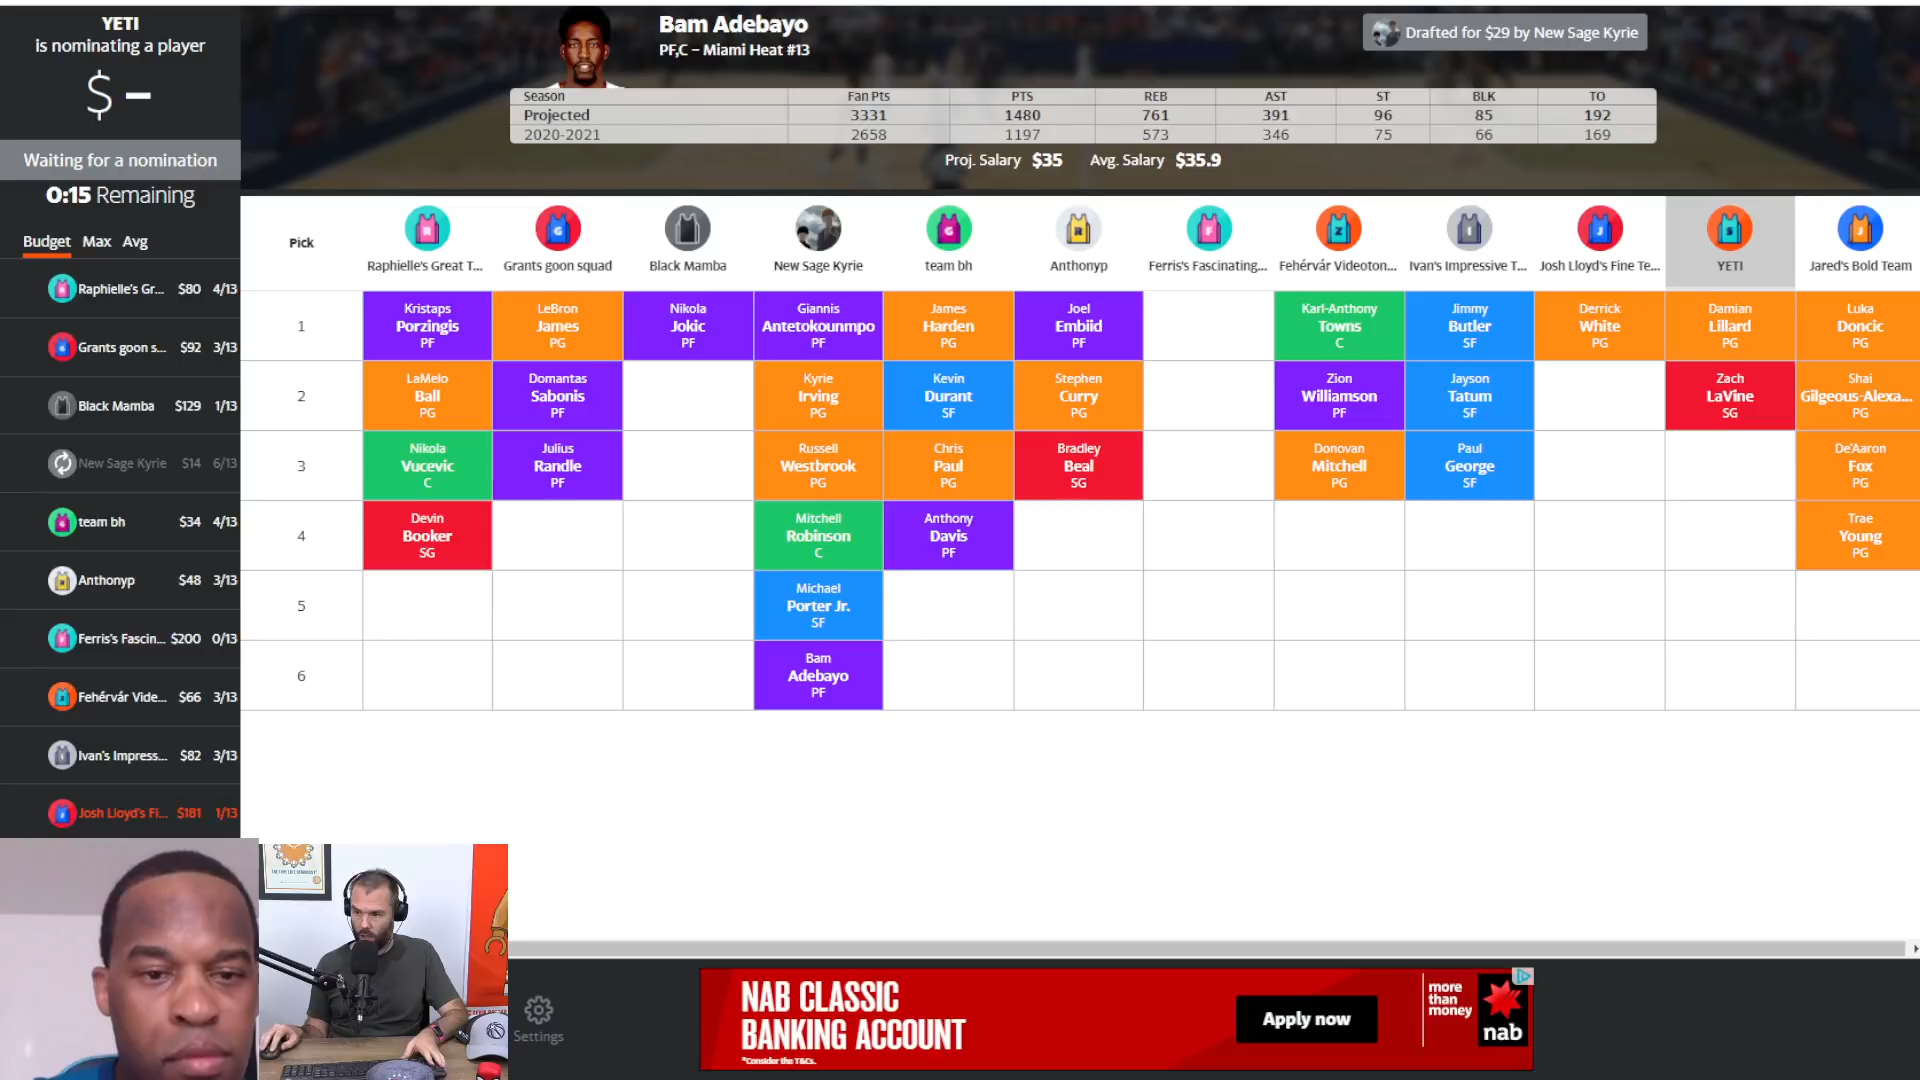 YETI
is nominating a player
$ –
Waiting for a nomination
0:15 Remaining
Budget Max Avg
Raphielle's Gr... $80 4/13
Grants goon s... $92 3/13
Black Mamba $129 1/13
New Sage Kyrie $14 6/13
team bh $34 4/13
Anthonyp $48 3/13
Ferris's Fascin... $200 0/13
Fehérvár Vide... $66 3/13
Ivan's Impress... $82 3/13
Josh Lloyd's Fi... $181 1/13
Bam Adebayo
PF,C – Miami Heat #13
Drafted for $29 by New Sage Kyrie
Season Fan Pts PTS REB AST ST BLK TO
Projected 3331 1480 761 391 96 85 192
2020-2021 2658 1197 573 346 75 66 169
Proj. Salary $35 Avg. Salary $35.9
R G G R F Z I J S J
Pick Raphielle's Great T... Grants goon squad Black Mamba New Sage Kyrie team bh Anthonyp Ferris's Fascinating... Fehérvár Videoton... Ivan's Impressive T... Josh Lloyd's Fine Te... YETI Jared's Bold Team
Kristaps LeBron Nikola Giannis James Joel Karl-Anthony Jimmy Derrick Damian Luka
1 Porzingis James Jokic Antetokounmpo Harden Embiid Towns Butler White Lillard Doncic
PF PG PF PF PG PF C SF PG PG PG
LaMelo Domantas Kyrie Kevin Stephen Zion Jayson Zach Shai
2 Ball Sabonis Irving Durant Curry Williamson Tatum LaVine Gilgeous-Alexa...
PG PF PG SF PG PF SF SG PG
Nikola Julius Russell Chris Bradley Donovan Paul De'Aaron
3 Vucevic Randle Westbrook Paul Beal Mitchell George Fox
C PF PG PG SG PG SF PG
Devin Mitchell Anthony Trae
4 Booker Robinson Davis Young
SG C PF PG
Michael
5 Porter Jr.
SF
Bam
6 Adebayo
PF
Settings
NAB CLASSIC
BANKING ACCOUNT
*Consider the T&Cs.
Apply now
more
than
money
nab